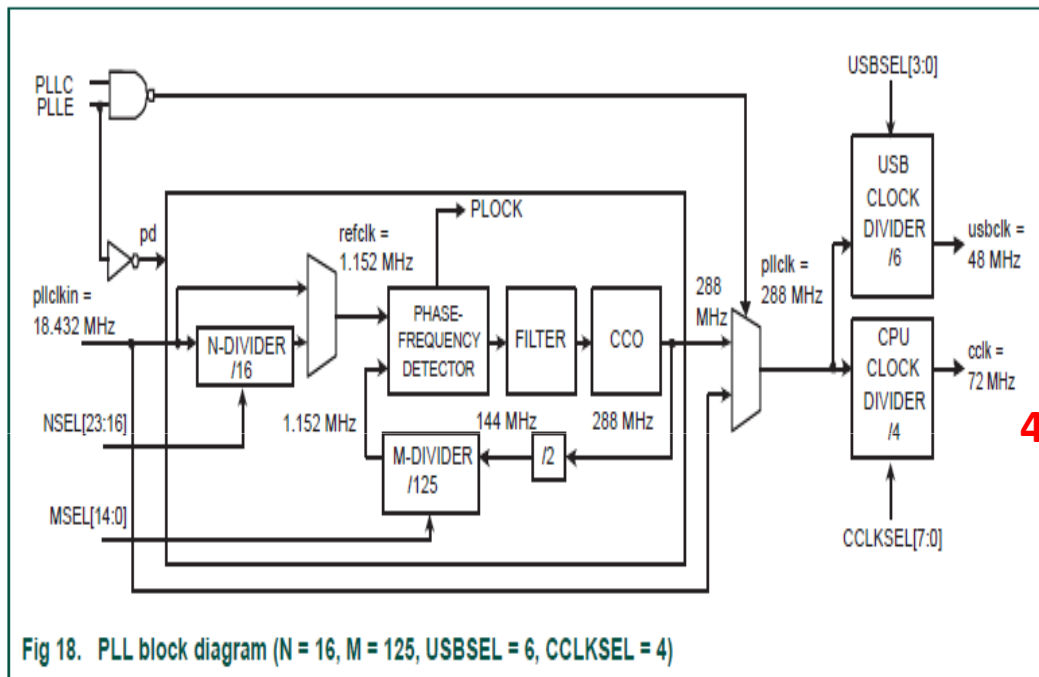 PLLC
PLLE
USBSEL[3:0]
USB
CLOCK
DIVIDER
/6
usbclk =
48 MHz
PLOCK
pd
refclk =
1.152 MHz
pllclkin =
18.432 MHz
N-DIVIDER
/16
PHASE-
FREQUENCY
DETECTOR
FILTER
CCO
288
MHz
pllclk =
288 MHz
CPU
CLOCK
DIVIDER
/4
cclk =
72 MHz
NSEL[23:16]
1.152 MHz
144 MHz
288 MHz
M-DIVIDER
/125
/2
MSEL[14:0]
CCLKSEL[7:0]
4
Fig 18. PLL block diagram (N = 16, M = 125, USBSEL = 6, CCLKSEL = 4)